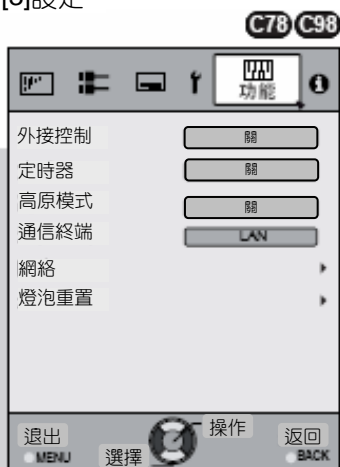 [6]設定
C78 C98
功能
外接控制 關
定時器 關
高原模式 關
通信終端 LAN
網絡
燈泡重置
操作
退出 返回
MENU 選擇 BACK